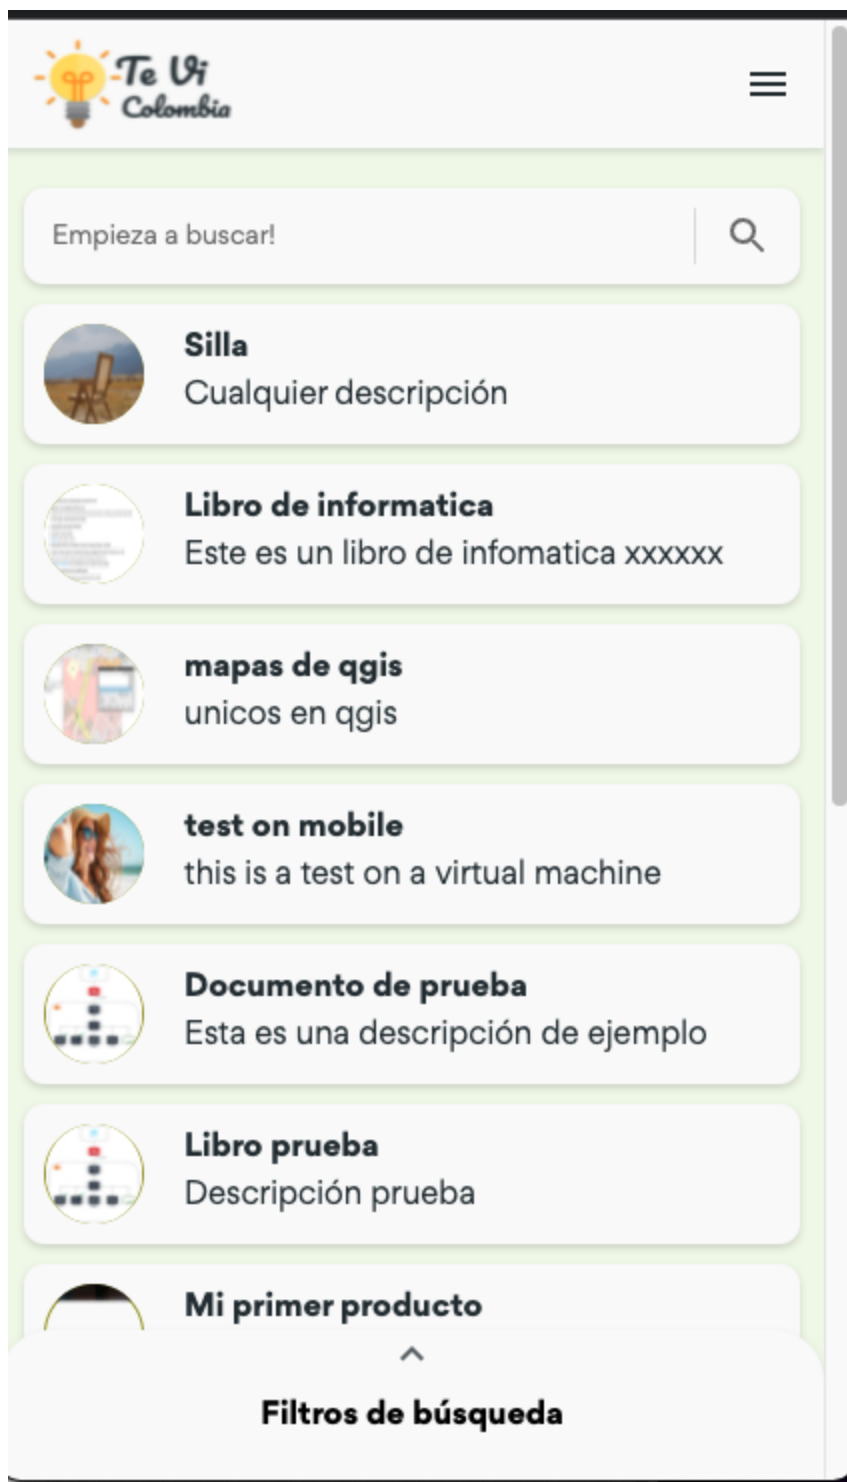 Te Vi
Colombia
Empieza a buscar!
Silla
Cualquier descripción
Libro de informatica
Este es un libro de infomatica xxxxxx
mapas de qgis
unicos en qgis
test on mobile
this is a test on a virtual machine
Documento de prueba
Esta es una descripción de ejemplo
Libro prueba
Descripción prueba
Mi primer producto
Filtros de búsqueda